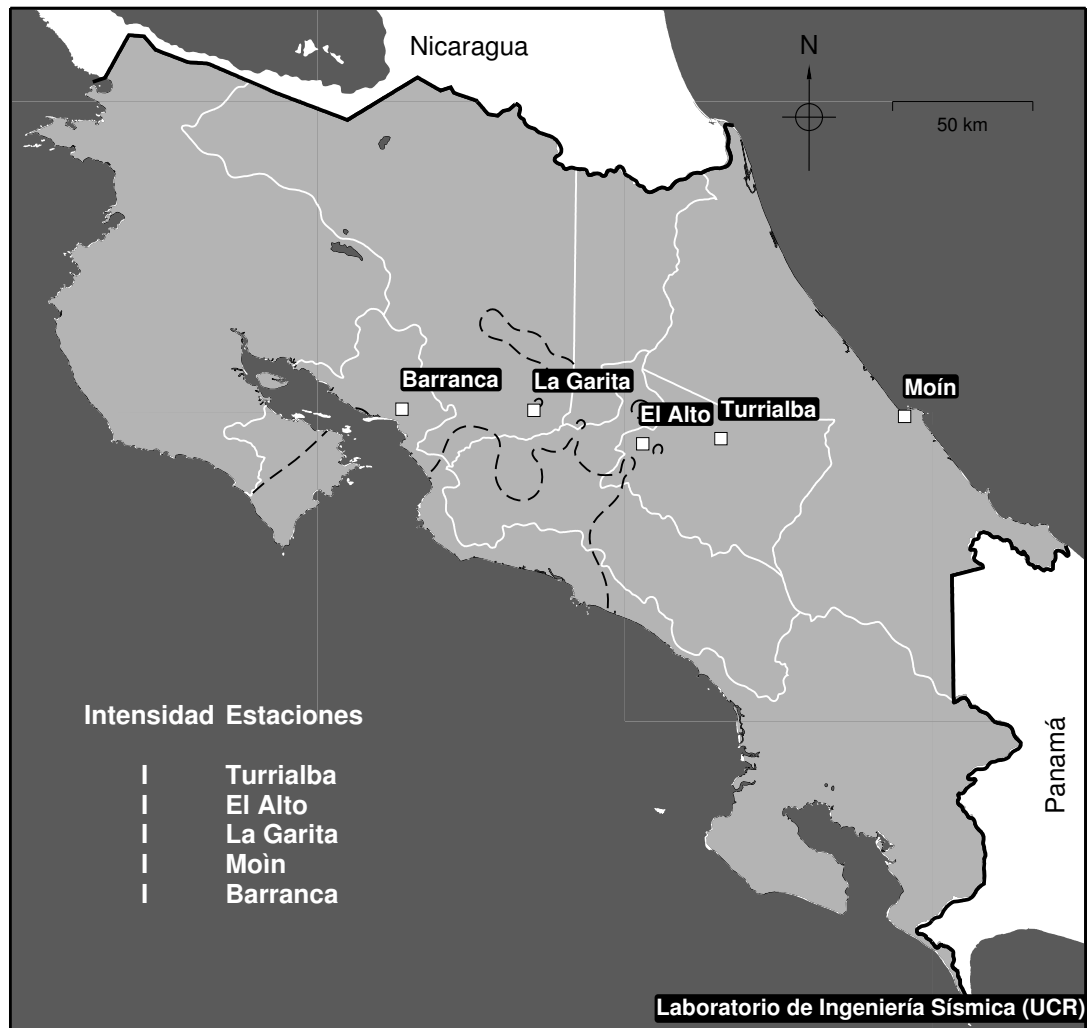 Nicaragua
N
50 km
Barranca
La Garita
El Alto
Turrialba
Moín
Intensidad Estaciones
I Turrialba
I El Alto
I La Garita
I Moìn
I Barranca
Panamá
Laboratorio de Ingeniería Sísmica (UCR)